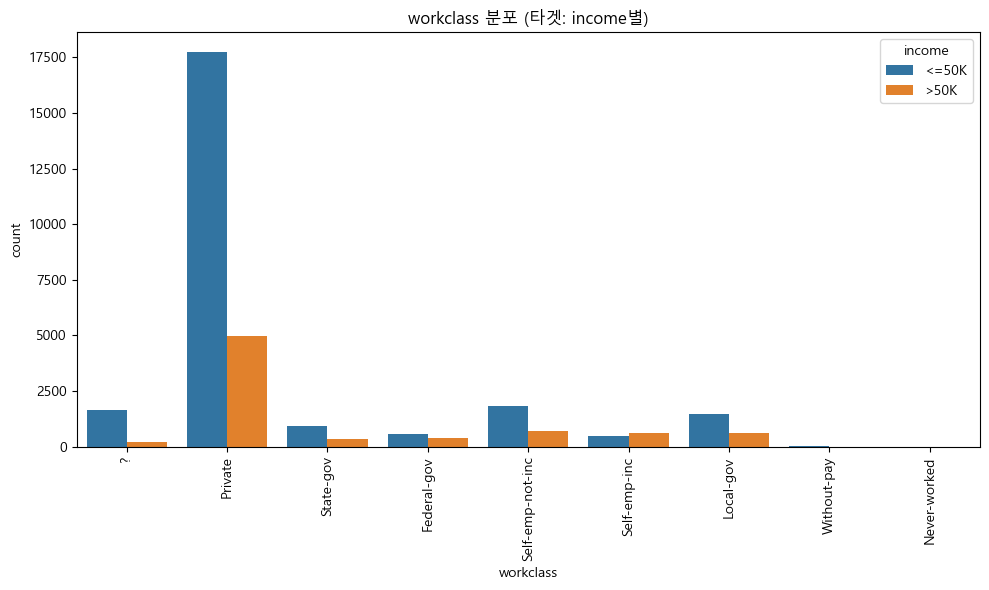 workclass 분포 (타겟: income별)
income
<=50K
>50K
17500
15000
12500
10000
7500
5000
2500
0
count
?
Private
State-gov
Federal-gov
Self-emp-not-inc
Self-emp-inc
Local-gov
Without-pay
Never-worked
workclass